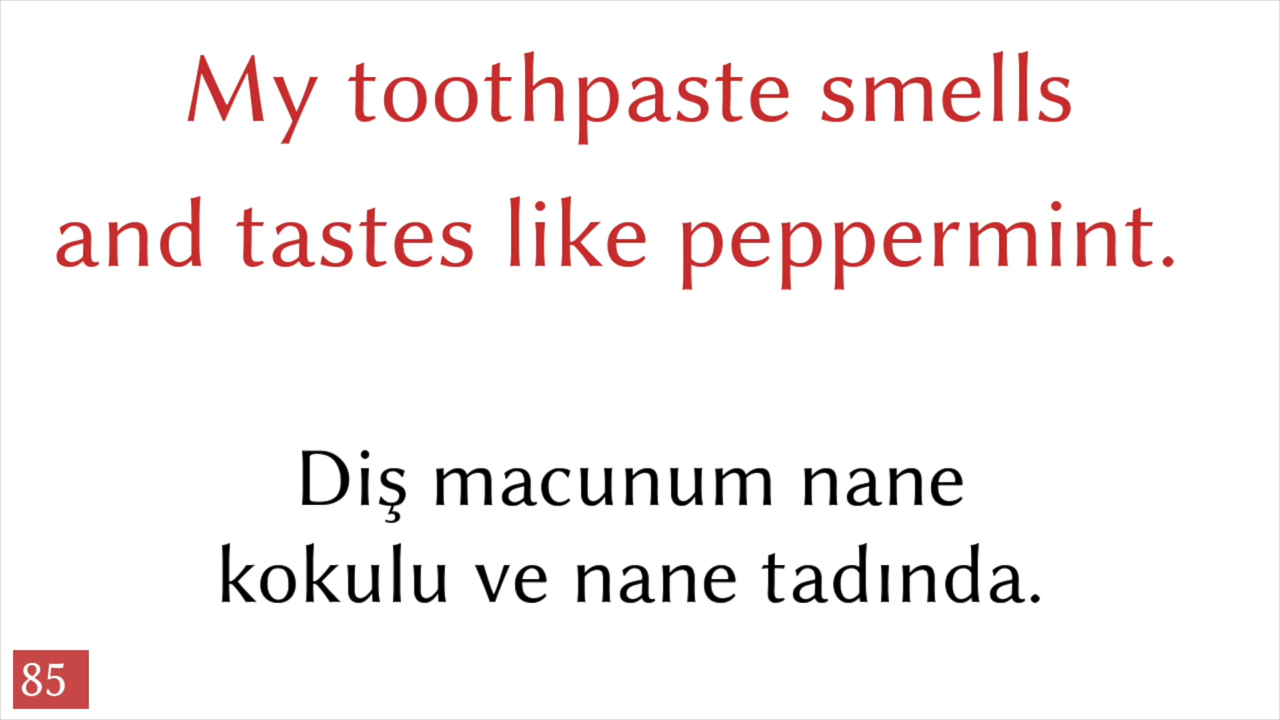 My toothpaste smells
and tastes like peppermint.
Diş macunum nane
kokulu ve nane tadında.
85